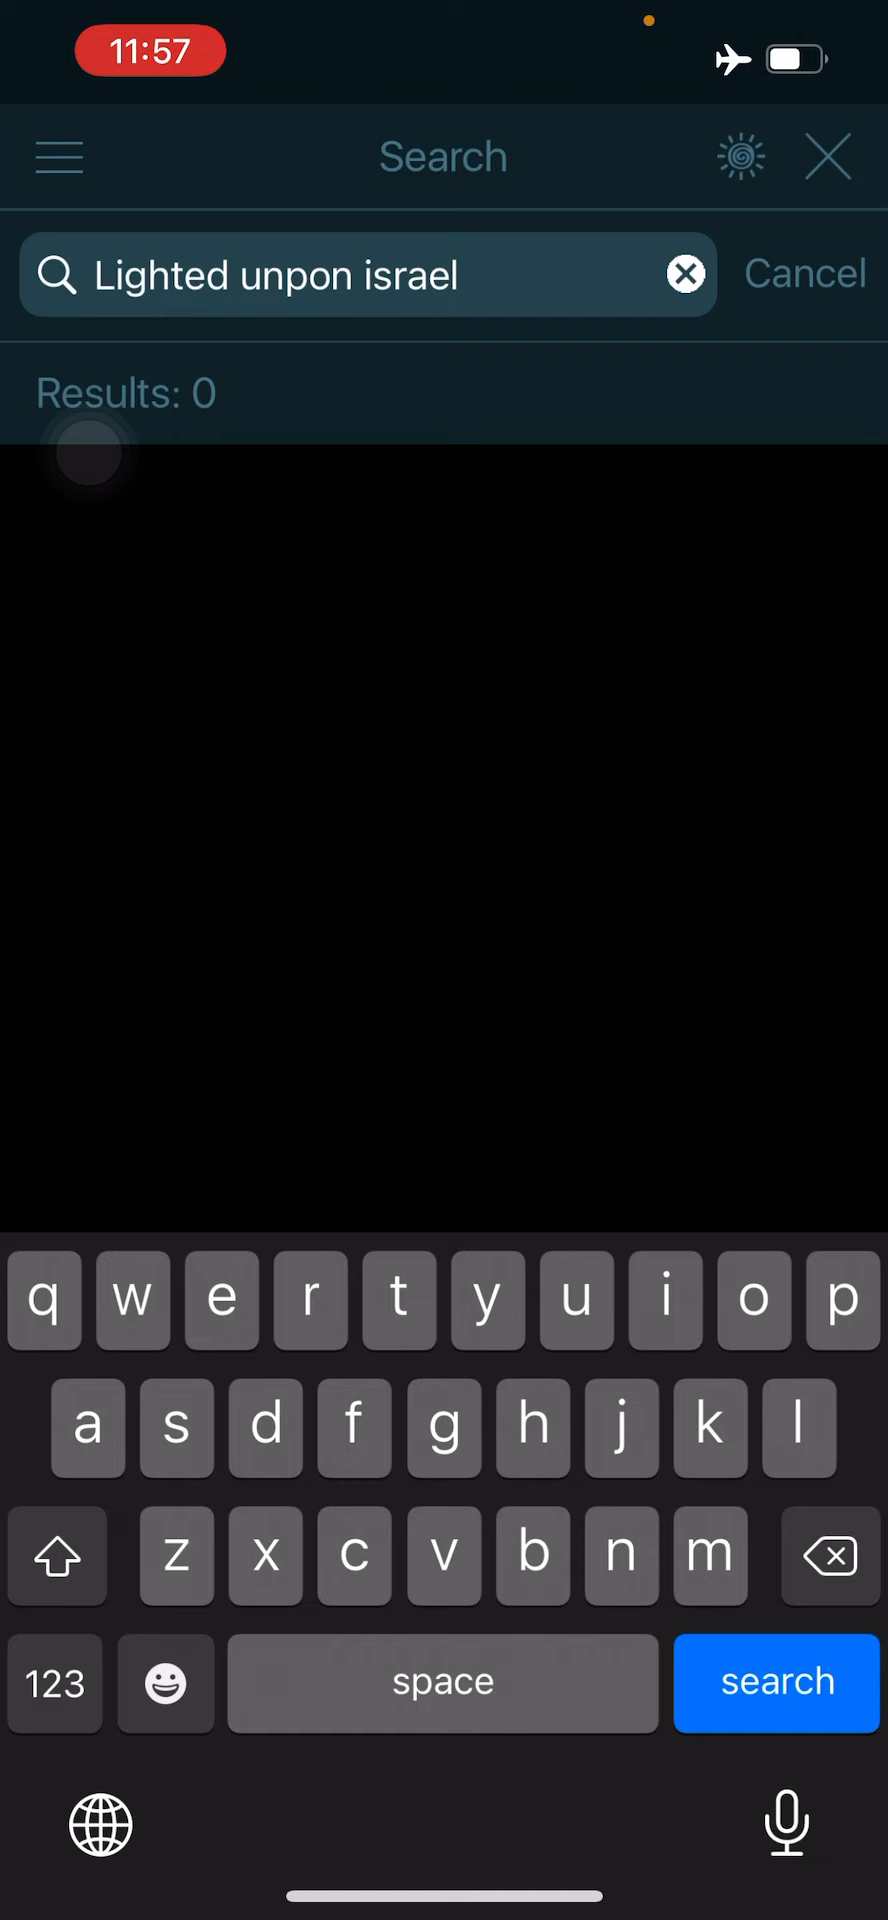 11:57
Search
Lighted unpon israel
Cancel
Results: 0
q w e r t y u i o p
a s d f g h j k l
z x c v b n m
123 space search